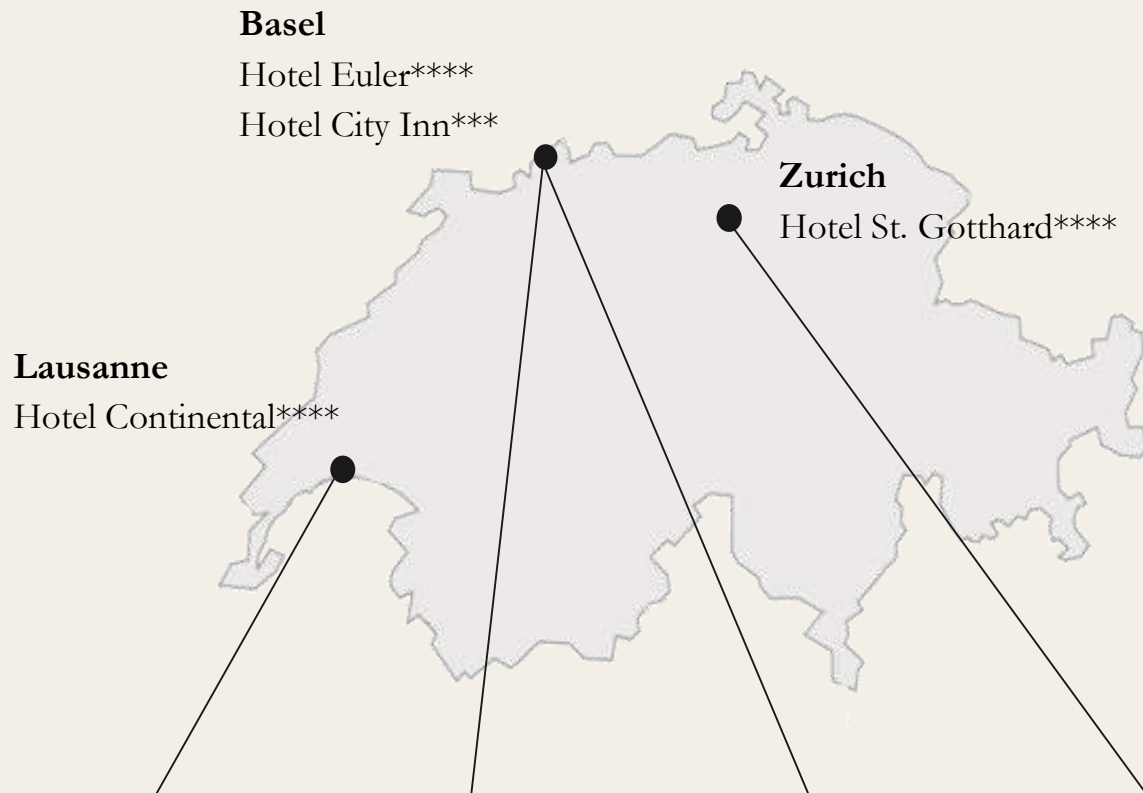 Basel
Hotel Euler****
Hotel City Inn***
Zurich
Hotel St. Gotthard****
Lausanne
Hotel Continental****